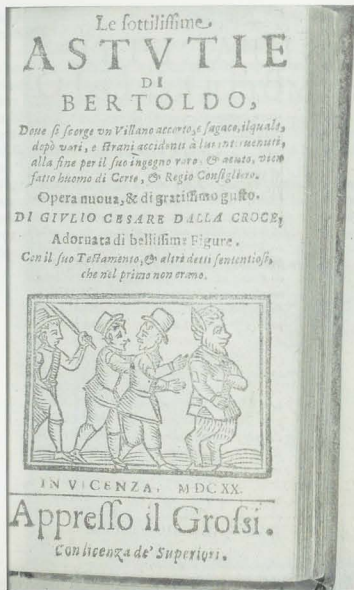 Le sottilissime
ASTVTIE
DI
BERTOLDO,
Doue si scorge vn Villano accorto, e sagace, ilquale,
dopò varj, e strani accidenti à lui interuenuti,
alla fine per il suo ingegno raro, & acuto, vien
fatto huomo di Corte, & Regio Consigliero.
Opera nuoua, & di gratissimo gusto.
DI GIVLIO CESARE DALLA CROCE,
Adornata di bellissime Figure.
Con il suo Testamento, & altri detti sententiosi,
che nel primo non erano.
IN VICENZA, MDCXX.
Appresso il Grossi.
Con licenza de' Superiori.